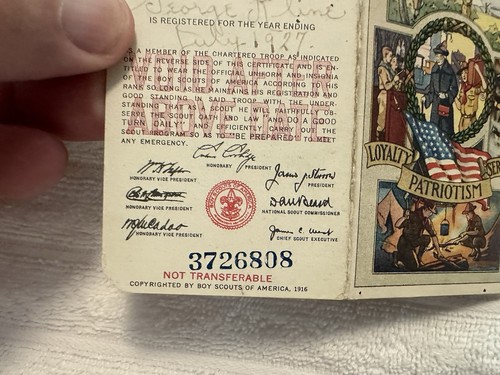 George Kline
IS REGISTERED FOR THE YEAR ENDING
AS A MEMBER OF THE CHARTERED TROOP AS INDICATED
ON THE REVERSE SIDE OF THIS CERTIFICATE AND IS EN-
TITLED TO WEAR THE OFFICIAL UNIFORM AND INSIGNIA
OF THE BOY SCOUTS OF AMERICA ACCORDING TO HIS
RANK SO LONG AS HE MAINTAINS HIS REGISTRATION AND
GOOD STANDING IN SAID TROOP WITH THE UNDER-
STANDING THAT AS A SCOUT HE WILL FAITHFULLY OB-
SERVE THE SCOUT OATH AND LAW AND "DO A GOOD
TURN DAILY" AND EFFICIENTLY CARRY OUT THE
SCOUT PROGRAM SO AS TO "BE PREPARED" TO MEET
ANY EMERGENCY.
HONORARY PRESIDENT
HONORARY VICE PRESIDENT
PRESIDENT
HONORARY VICE PRESIDENT
Dan Beard
NATIONAL SCOUT COMMISSIONER
HONORARY VICE PRESIDENT
James E. West
CHIEF SCOUT EXECUTIVE
3726808
NOT TRANSFERABLE
COPYRIGHTED BY BOY SCOUTS OF AMERICA, 1916
LOYALTY
PATRIOTISM